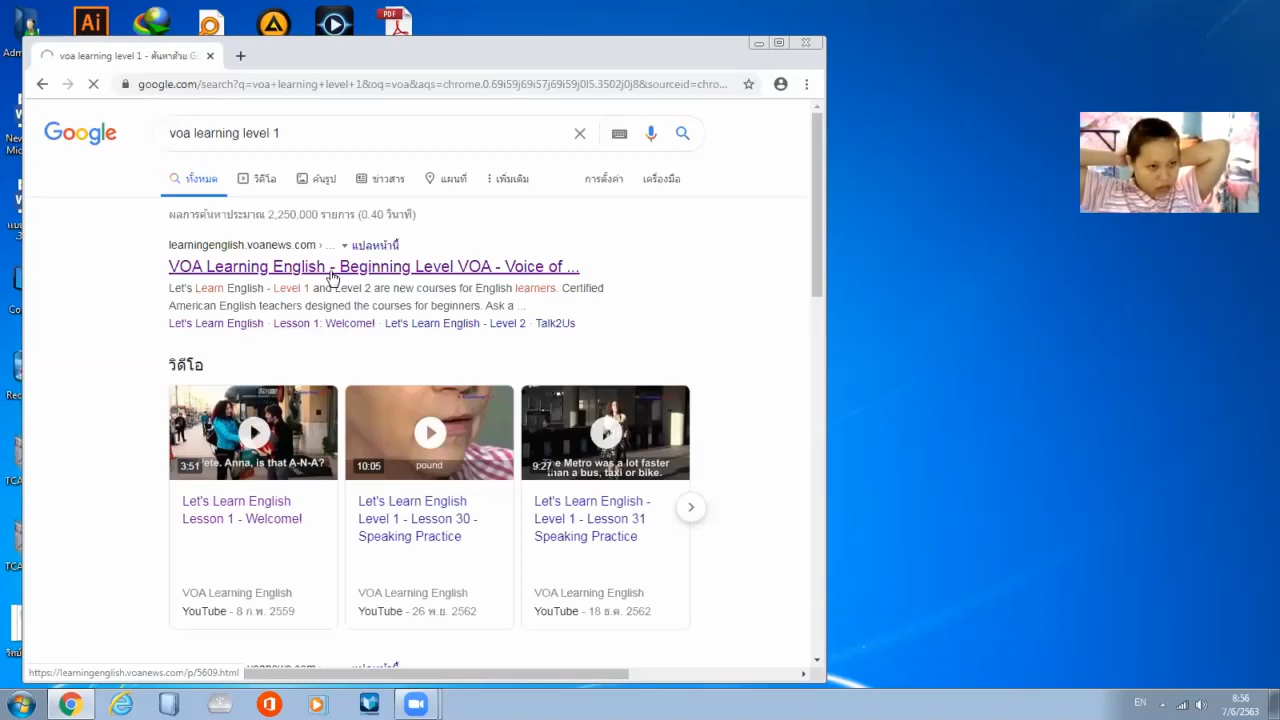 Ai
PDF
voa learning level 1 - ค้นหาด้วย Go
google.com/search?q=voa+learning+level+1&oq=voa&aqs=chrome.0.69i59j69i57j69i59j0l5.3502j0j8&sourceid=chro...
Google
voa learning level 1
ทั้งหมด
วิดีโอ
ค้นรูป
ข่าวสาร
แผนที่
เพิ่มเติม
การตั้งค่า
เครื่องมือ
ผลการค้นหาประมาณ 2,250,000 รายการ (0.40 วินาที)
learningenglish.voanews.com › ... ▾ แปลหน้านี้
VOA Learning English - Beginning Level VOA - Voice of ...
Let's Learn English - Level 1 and Level 2 are new courses for English learners. Certified
American English teachers designed the courses for beginners. Ask a ...
Let's Learn English · Lesson 1: Welcome! · Let's Learn English - Level 2 · Talk2Us
วิดีโอ
3:51
ete. Anna, is that A-N-A?
10:05
pound
9:27
e Metro was a lot faster
than a bus, taxi or bike.
Let's Learn English
Lesson 1 - Welcome!
Let's Learn English
Level 1 - Lesson 30 -
Speaking Practice
Let's Learn English -
Level 1 - Lesson 31
Speaking Practice
VOA Learning English
YouTube - 8 ก.พ. 2559
VOA Learning English
YouTube - 26 พ.ย. 2562
VOA Learning English
YouTube - 18 ธ.ค. 2562
https://learningenglish.voanews.com/p/5609.html
EN
8:56
7/6/2563